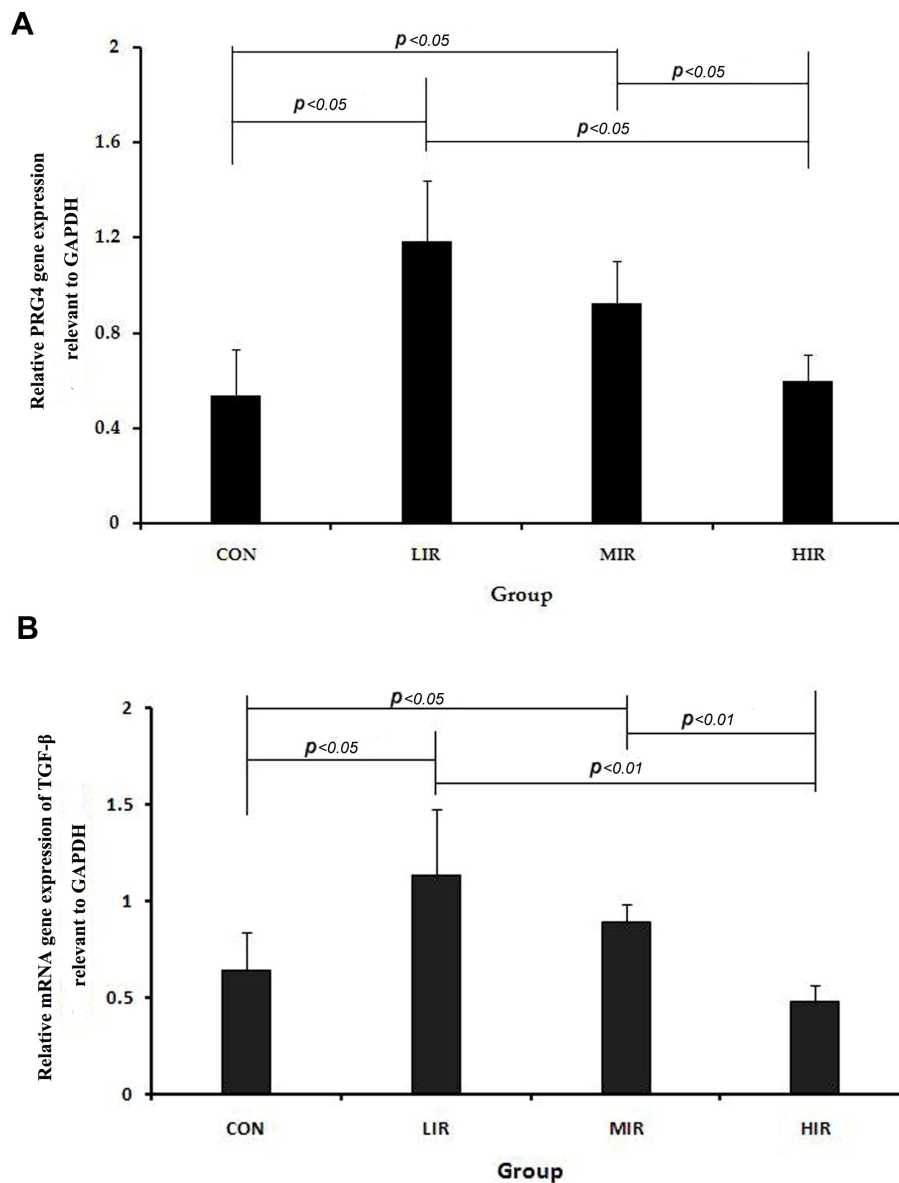 A
2
p<0.05
p<0.05
p<0.05
1.6
p<0.05
1.2
0.8
0.4
0
Relative PRG4 gene expression
relevant to GAPDH
CON LIR MIR HIR
Group
B
2
p<0.05
p<0.01
p<0.05
p<0.01
1.5
1
0.5
0
Relative mRNA gene expression of TGF-β
relevant to GAPDH
CON LIR MIR HIR
Group